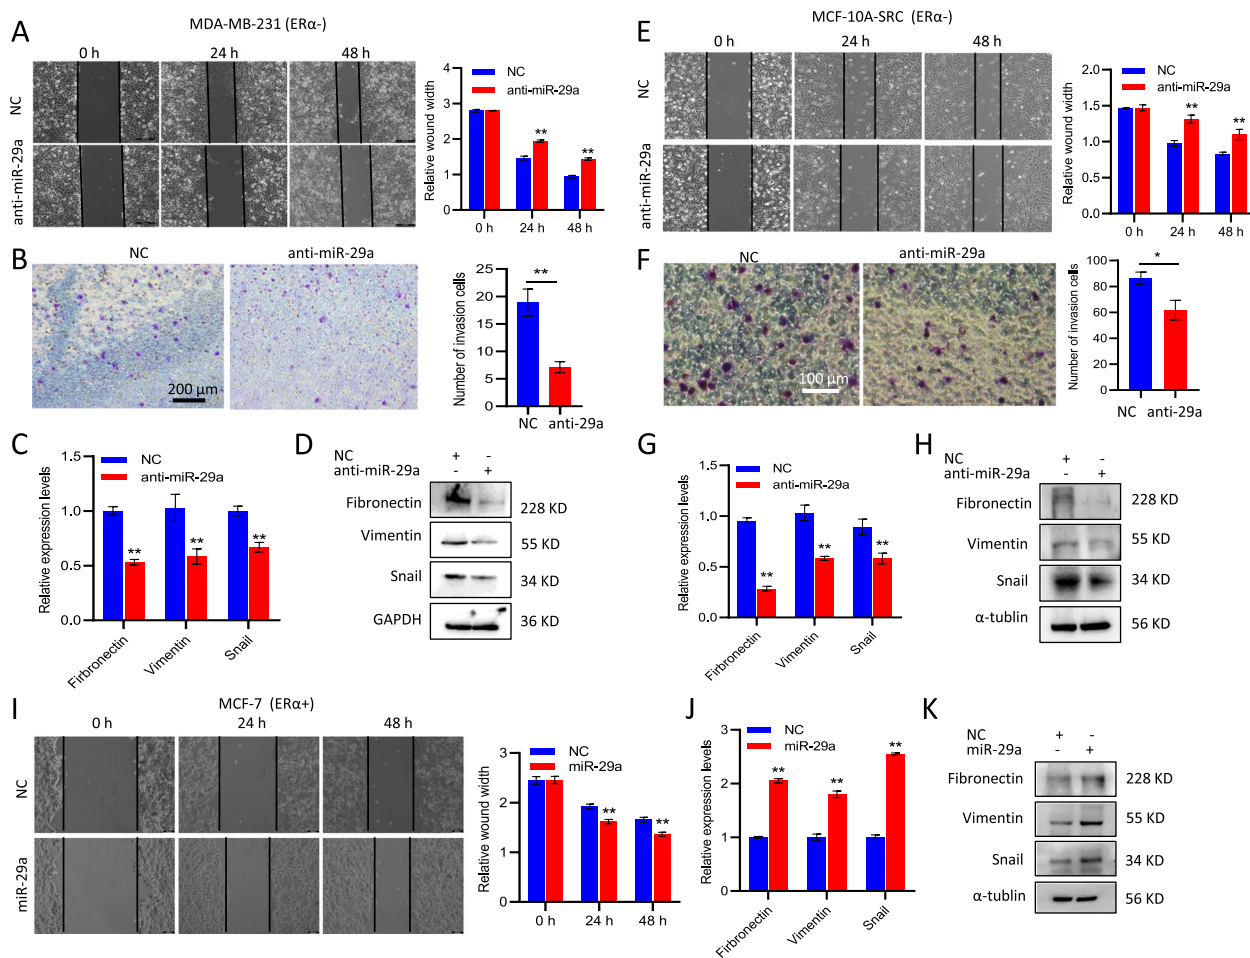 A
MDA-MB-231 (ERα-)
0 h
24 h
48 h
NC
anti-miR-29a
NC
anti-miR-29a
Relative wound width
4
3
2
1
0
**
**
0 h
24 h
48 h
B
NC
anti-miR-29a
200 μm
Number of invasion cells
25
20
15
10
5
0
**
NC
anti-29a
C
NC
anti-miR-29a
Relative expression levels
1.5
1.0
0.5
0.0
**
**
**
Firbronectin
Vimentin
Snail
D
NC + -
anti-miR-29a - +
Fibronectin 228 KD
Vimentin 55 KD
Snail 34 KD
GAPDH 36 KD
E
MCF-10A-SRC (ERα-)
0 h
24 h
48 h
NC
anti-miR-29a
NC
anti-miR-29a
Relative wound width
2.0
1.5
1.0
0.5
0.0
**
**
0 h
24 h
48 h
F
NC
anti-miR-29a
100 μm
Number of invasion cells
100
80
60
40
20
0
*
NC
anti-29a
G
NC
anti-miR-29a
Relative expression levels
1.5
1.0
0.5
0.0
**
**
**
Firbronectin
Vimentin
Snail
H
NC + -
anti-miR-29a - +
Fibronectin 228 KD
Vimentin 55 KD
Snail 34 KD
α-tublin 56 KD
I
MCF-7 (ERα+)
0 h
24 h
48 h
NC
miR-29a
NC
miR-29a
Relative wound width
3
2
1
0
**
**
0 h
24 h
48 h
J
NC
miR-29a
Relative expression levels
3
2
1
0
**
**
**
Firbronectin
Vimentin
Snail
K
NC + -
miR-29a - +
Fibronectin 228 KD
Vimentin 55 KD
Snail 34 KD
α-tublin 56 KD